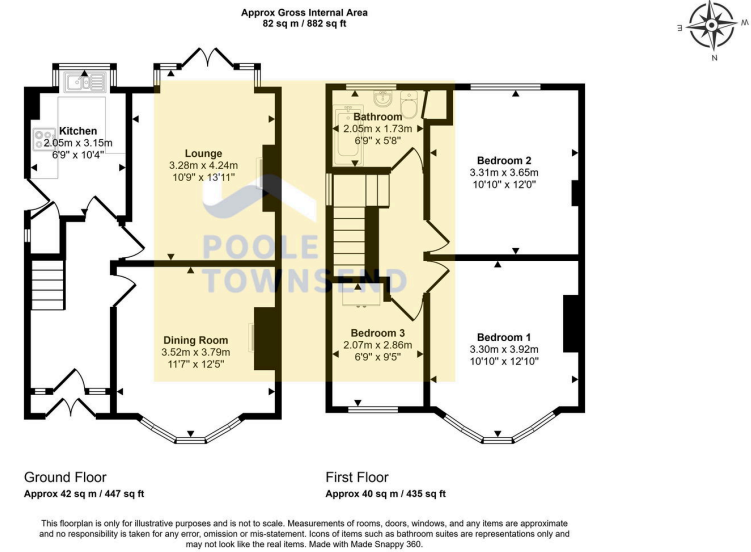 Approx Gross Internal Area
82 sq m / 882 sq ft
E
W
N
Kitchen
2.05m x 3.15m
6'9" x 10'4"
Lounge
3.28m x 4.24m
10'9" x 13'11"
Dining Room
3.52m x 3.79m
11'7" x 12'5"
Bathroom
2.05m x 1.73m
6'9" x 5'8"
Bedroom 2
3.31m x 3.65m
10'10" x 12'0"
Bedroom 3
2.07m x 2.86m
6'9" x 9'5"
Bedroom 1
3.30m x 3.92m
10'10" x 12'10"
POOLE
TOWNSEND
Ground Floor
Approx 42 sq m / 447 sq ft
First Floor
Approx 40 sq m / 435 sq ft
This floorplan is only for illustrative purposes and is not to scale. Measurements of rooms, doors, windows, and any items are approximate
and no responsibility is taken for any error, omission or mis-statement. Icons of items such as bathroom suites are representations only and
may not look like the real items. Made with Made Snappy 360.